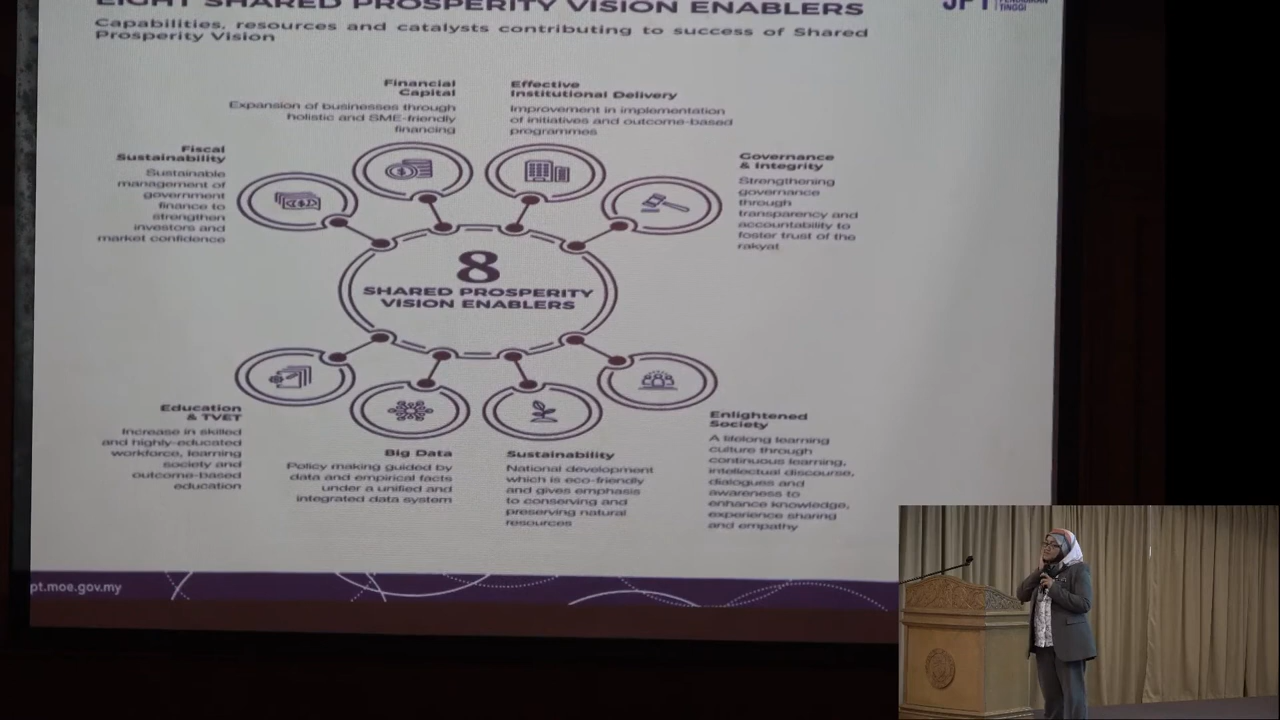 EIGHT SHARED PROSPERITY VISION ENABLERS
JPT
PENDIDIKAN
TINGGI
Capabilities, resources and catalysts contributing to success of Shared
Prosperity Vision
Financial
Capital
Expansion of businesses through
holistic and SME-friendly
financing
Effective
Institutional Delivery
Improvement in implementation
of initiatives and outcome-based
programmes
Fiscal
Sustainability
Sustainable
management of
government
finance to
strengthen
investors and
market confidence
Governance
& Integrity
Strengthening
governance
through
transparency and
accountability to
foster trust of the
rakyat
8
SHARED PROSPERITY
VISION ENABLERS
Education
& TVET
Increase in skilled
and highly-educated
workforce, learning
society and
outcome-based
education
Big Data
Policy making guided by
data and empirical facts
under a unified and
integrated data system
Sustainability
National development
which is eco-friendly
and gives emphasis
to conserving and
preserving natural
resources
Enlightened
Society
A lifelong learning
culture through
continuous learning,
intellectual discourse,
dialogues and
awareness to
enhance knowledge,
experience sharing
and empathy
pt.moe.gov.my